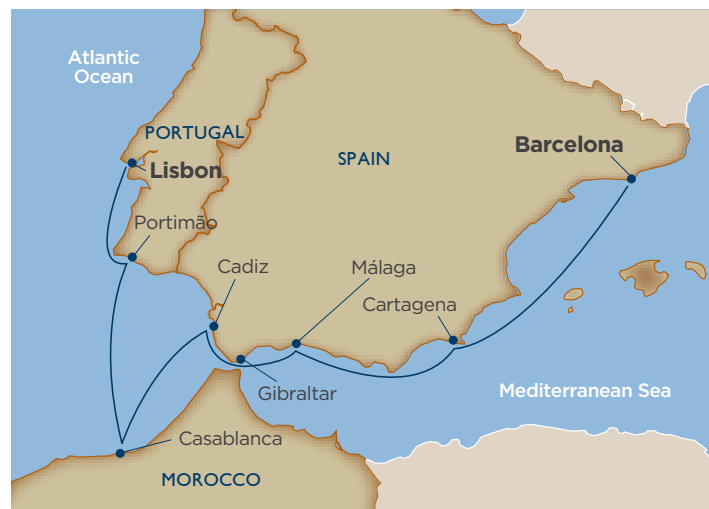 Atlantic
Ocean
PORTUGAL
SPAIN
Barcelona
Lisbon
Portimão
Cadiz
Málaga
Cartagena
Gibraltar
Mediterranean Sea
Casablanca
MOROCCO